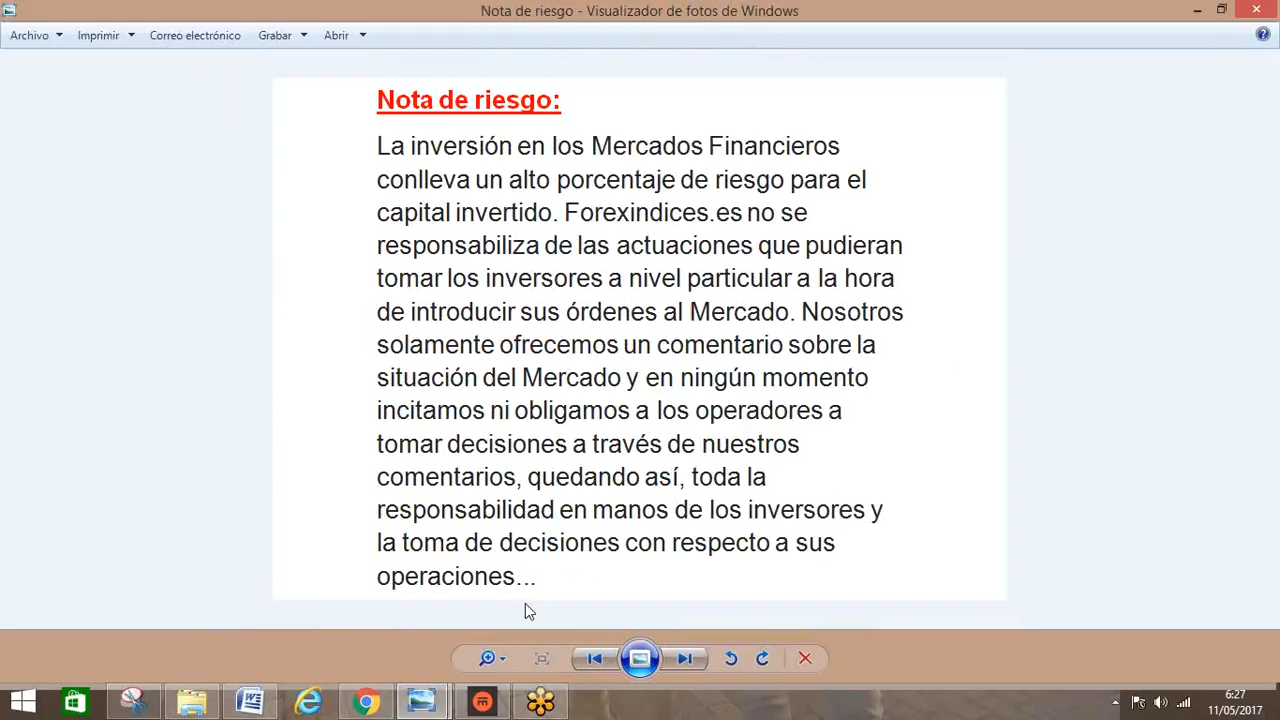 Nota de riesgo - Visualizador de fotos de Windows
Archivo Imprimir Correo electrónico Grabar Abrir
Nota de riesgo:
La inversión en los Mercados Financieros
conlleva un alto porcentaje de riesgo para el
capital invertido. Forexindices.es no se
responsabiliza de las actuaciones que pudieran
tomar los inversores a nivel particular a la hora
de introducir sus órdenes al Mercado. Nosotros
solamente ofrecemos un comentario sobre la
situación del Mercado y en ningún momento
incitamos ni obligamos a los operadores a
tomar decisiones a través de nuestros
comentarios, quedando así, toda la
responsabilidad en manos de los inversores y
la toma de decisiones con respecto a sus
operaciones...
6:27
11/05/2017